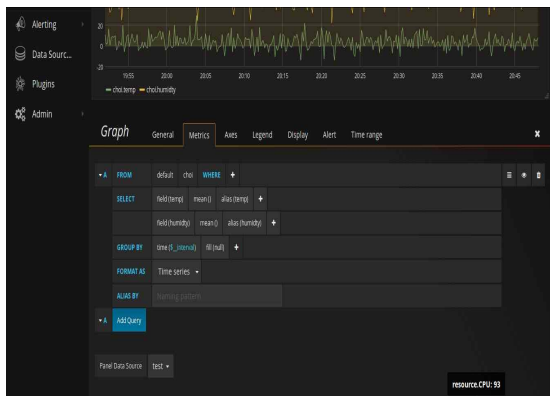 Alerting
Data Sourc...
Plugins
Admin
20
0
-20
19:55 20:00 20:05 20:10 20:15 20:20 20:25 20:30 20:35 20:40 20:45
choi.temp choi.humidty
Graph General Metrics Axes Legend Display Alert Time range
A FROM default choi WHERE +
SELECT field (temp) mean () alias (temp) +
field (humidty) mean () alias (humidty) +
GROUP BY time ($_interval) fill (null) +
FORMAT AS Time series
ALIAS BY Naming pattern
A Add Query
Panel Data Source test
resource.CPU: 93